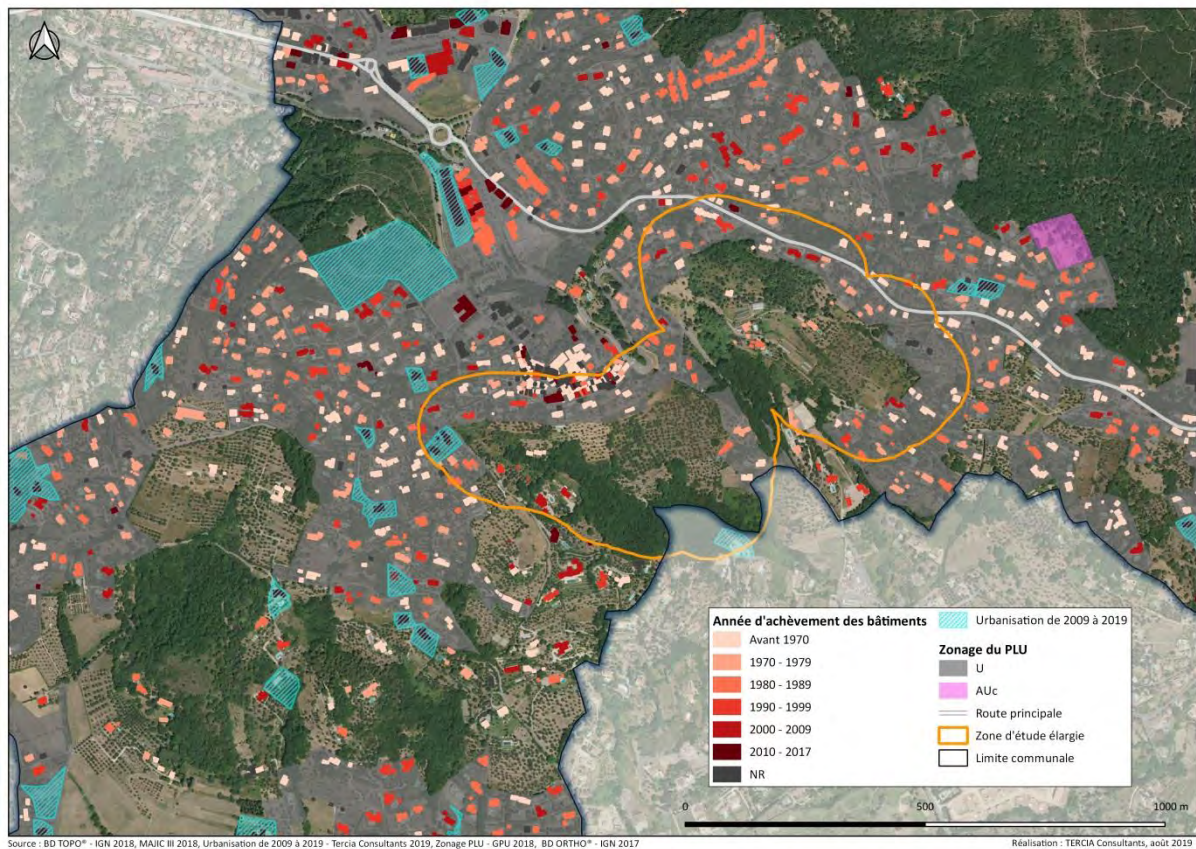 Année d'achèvement des bâtiments
Avant 1970
1970 - 1979
1980 - 1989
1990 - 1999
2000 - 2009
2010 - 2017
NR
Urbanisation de 2009 à 2019
Zonage du PLU
U
AUc
Route principale
Zone d'étude élargie
Limite communale
0 500 1000 m
Source : BD TOPO® - IGN 2018, MAJIC III 2018, Urbanisation de 2009 à 2019 - Tercia Consultants 2019, Zonage PLU - GPU 2018, BD ORTHO® - IGN 2017
Réalisation : TERCIA Consultants, août 2019